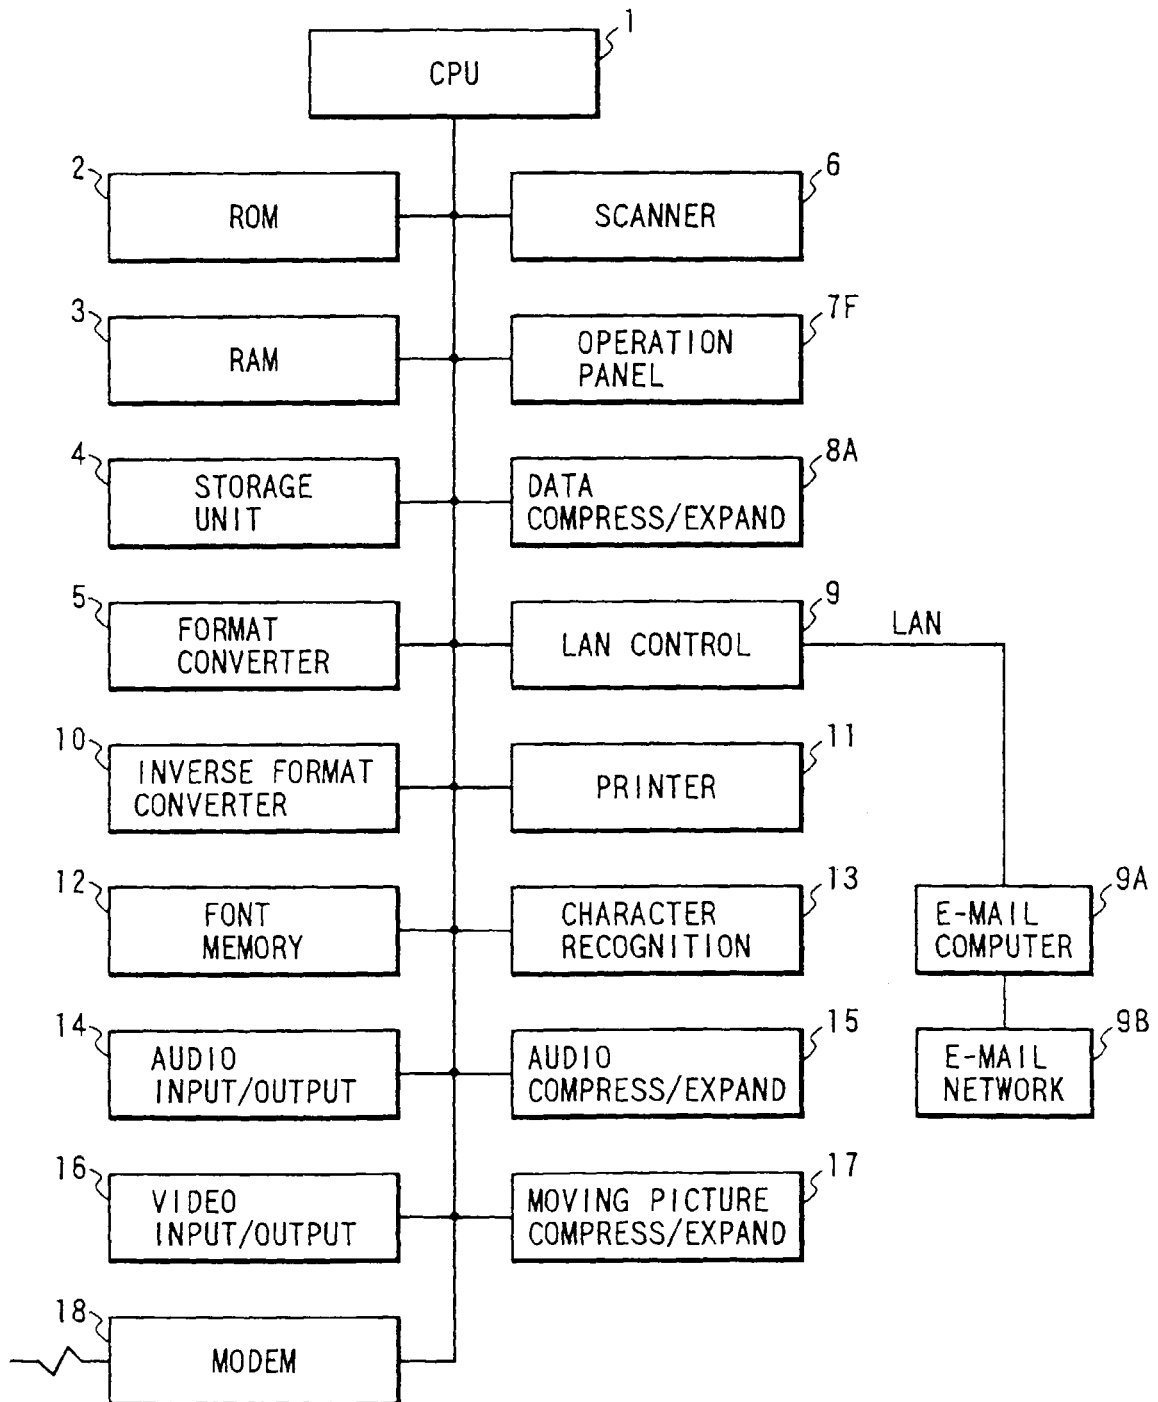 1
CPU
2
ROM
6
SCANNER
3
RAM
7F
OPERATION
PANEL
4
STORAGE
UNIT
8A
DATA
COMPRESS/EXPAND
5
FORMAT
CONVERTER
9
LAN CONTROL
LAN
10
INVERSE FORMAT
CONVERTER
11
PRINTER
12
FONT
MEMORY
13
CHARACTER
RECOGNITION
9A
E-MAIL
COMPUTER
14
AUDIO
INPUT/OUTPUT
15
AUDIO
COMPRESS/EXPAND
9B
E-MAIL
NETWORK
16
VIDEO
INPUT/OUTPUT
17
MOVING PICTURE
COMPRESS/EXPAND
18
MODEM